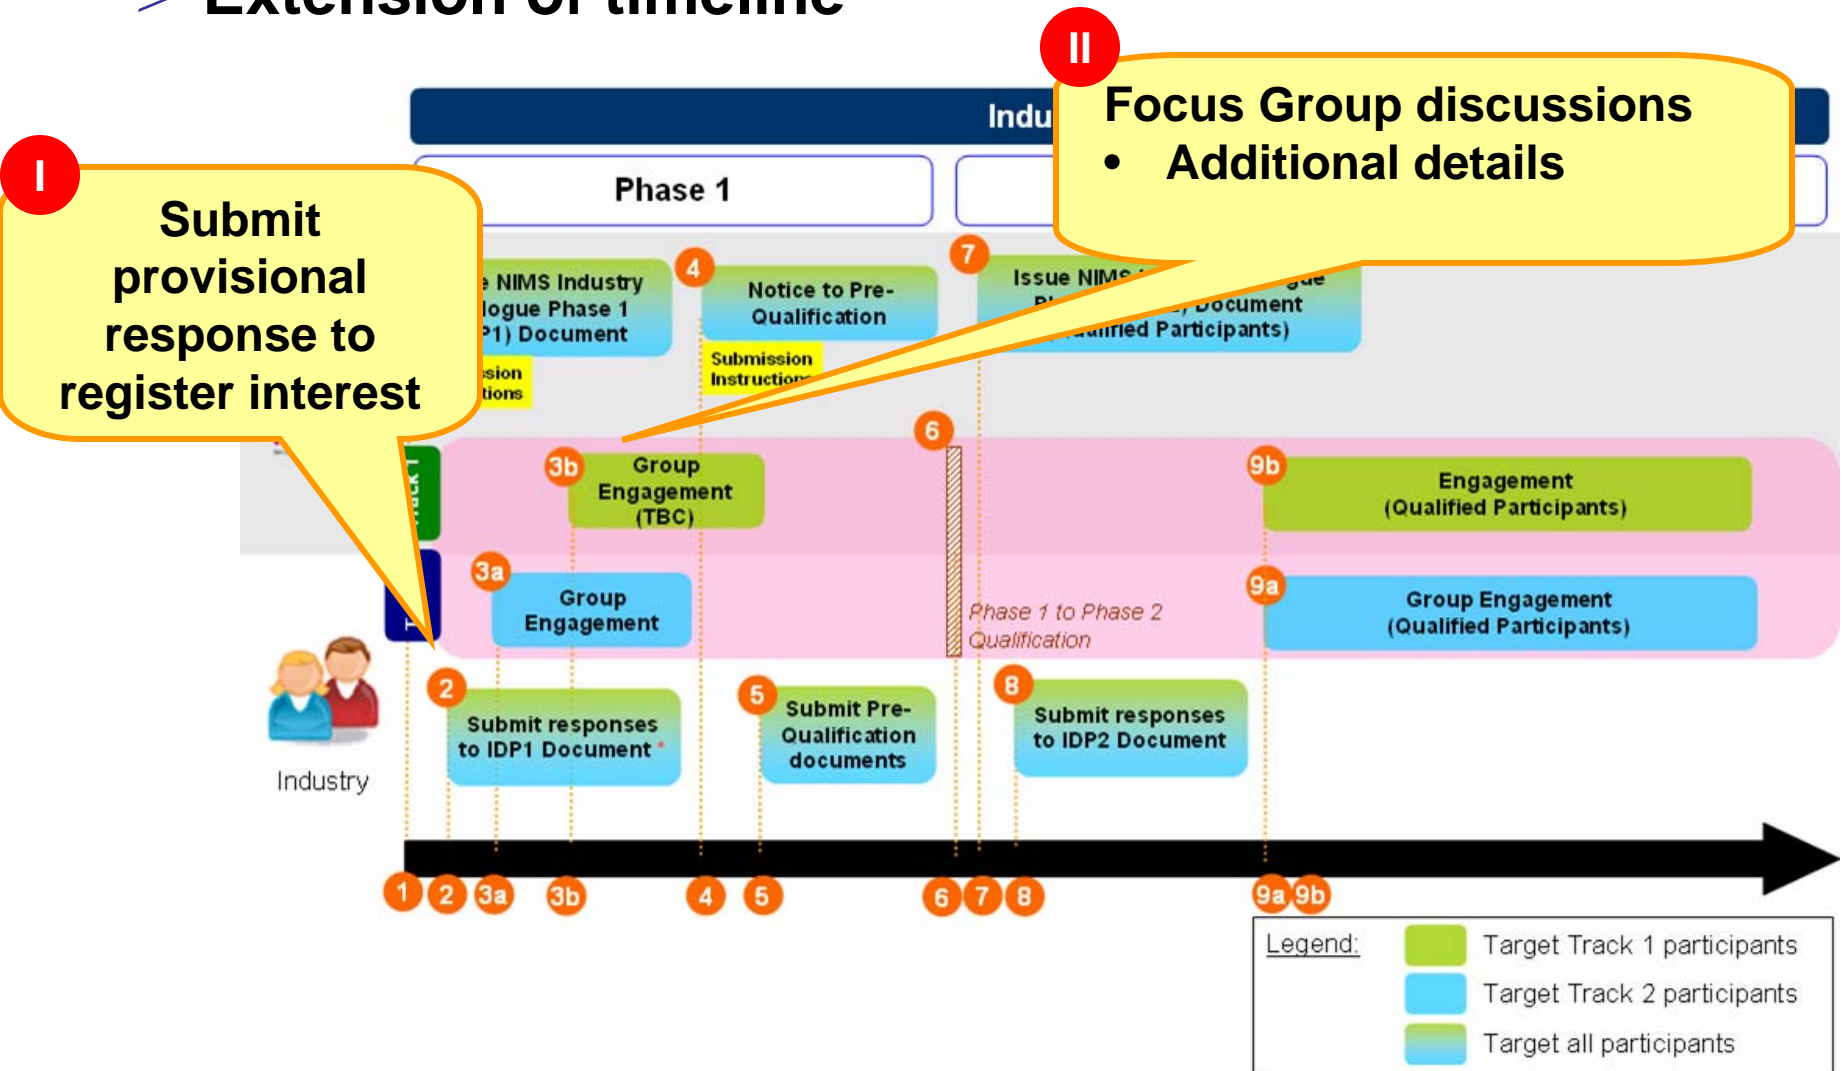 > Extension of timeline
II
Focus Group discussions
• Additional details
I
Submit
provisional
response to
register interest
Indu
Phase 1
NIMS Industry
logue Phase 1
P1) Document
sion
tions
4
Notice to Pre-
Qualification
Submission
Instructions
7
Issue NIMS
Document
Qualified Participants)
6
3b
Group
Engagement
(TBC)
9b
Engagement
(Qualified Participants)
3a
Group
Engagement
Phase 1 to Phase 2
Qualification
9a
Group Engagement
(Qualified Participants)
2
Submit responses
to IDP1 Document *
5
Submit Pre-
Qualification
documents
8
Submit responses
to IDP2 Document
Industry
1 2 3a 3b 4 5 6 7 8 9a 9b
Legend:
Target Track 1 participants
Target Track 2 participants
Target all participants